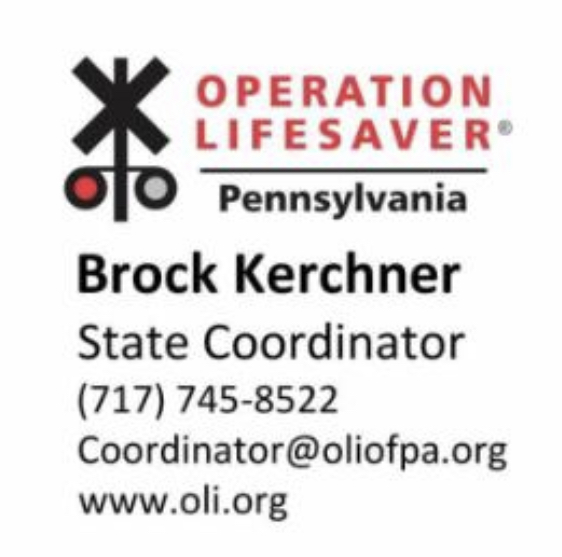 OPERATION
LIFESAVER®
Pennsylvania
Brock Kerchner
State Coordinator
(717) 745-8522
Coordinator@oliofpa.org
www.oli.org